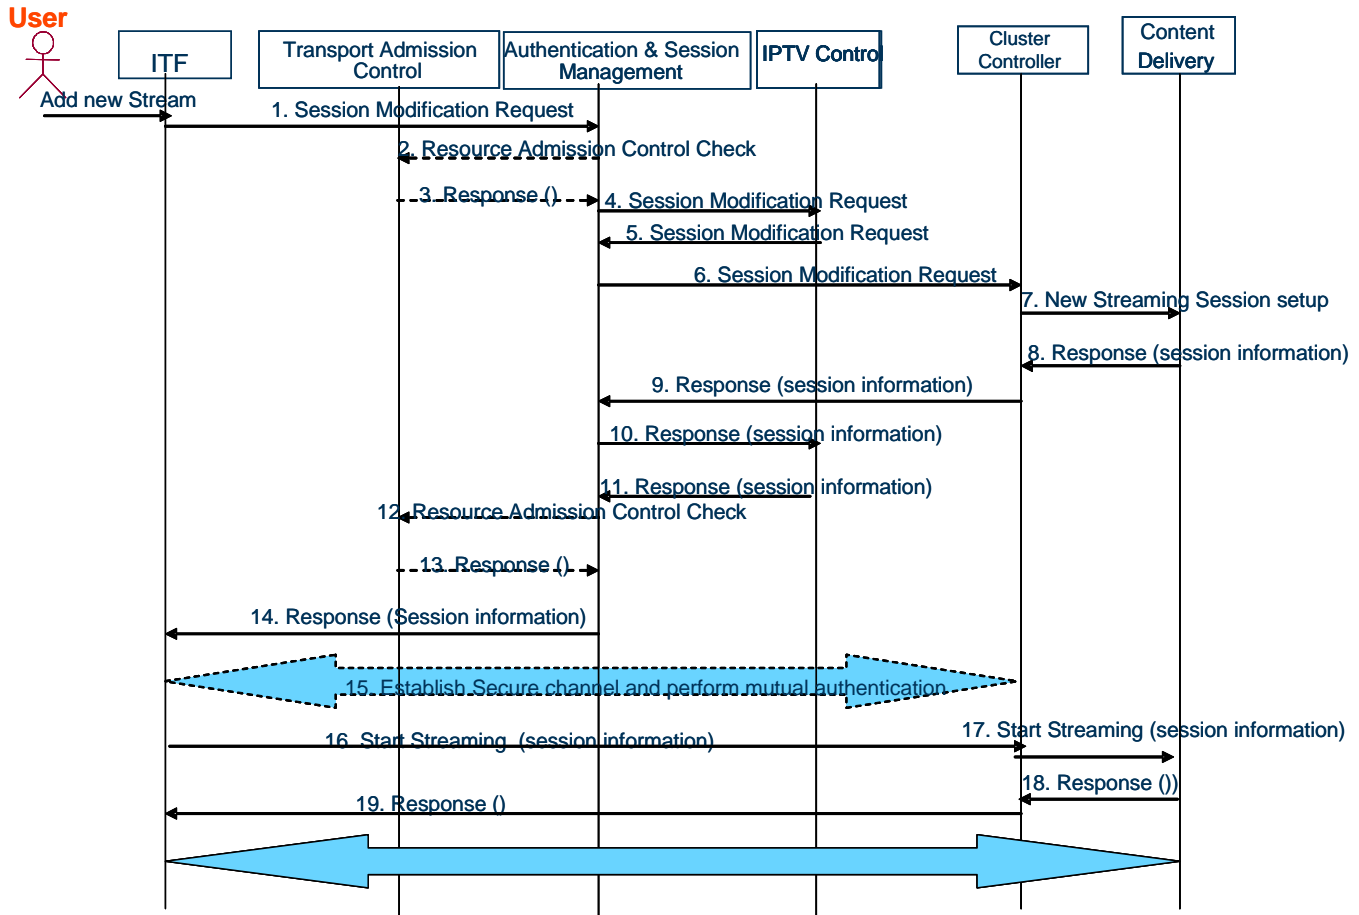 User
ITF
Transport Admission
Control
Authentication & Session
Management
IPTV Control
Cluster
Controller
Content
Delivery
Add new Stream
1. Session Modification Request
2. Resource Admission Control Check
3. Response ()
4. Session Modification Request
5. Session Modification Request
6. Session Modification Request
7. New Streaming Session setup
8. Response (session information)
9. Response (session information)
10. Response (session information)
11. Response (session information)
12. Resource Admission Control Check
13. Response ()
14. Response (Session information)
15. Establish Secure channel and perform mutual authentication
16. Start Streaming (session information)
17. Start Streaming (session information)
18. Response ())
19. Response ()